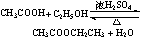 CH₃COOH + C₂H₅OH ⇌ 浓H₂SO₄ △
CH₃COOCH₂CH₃ + H₂O